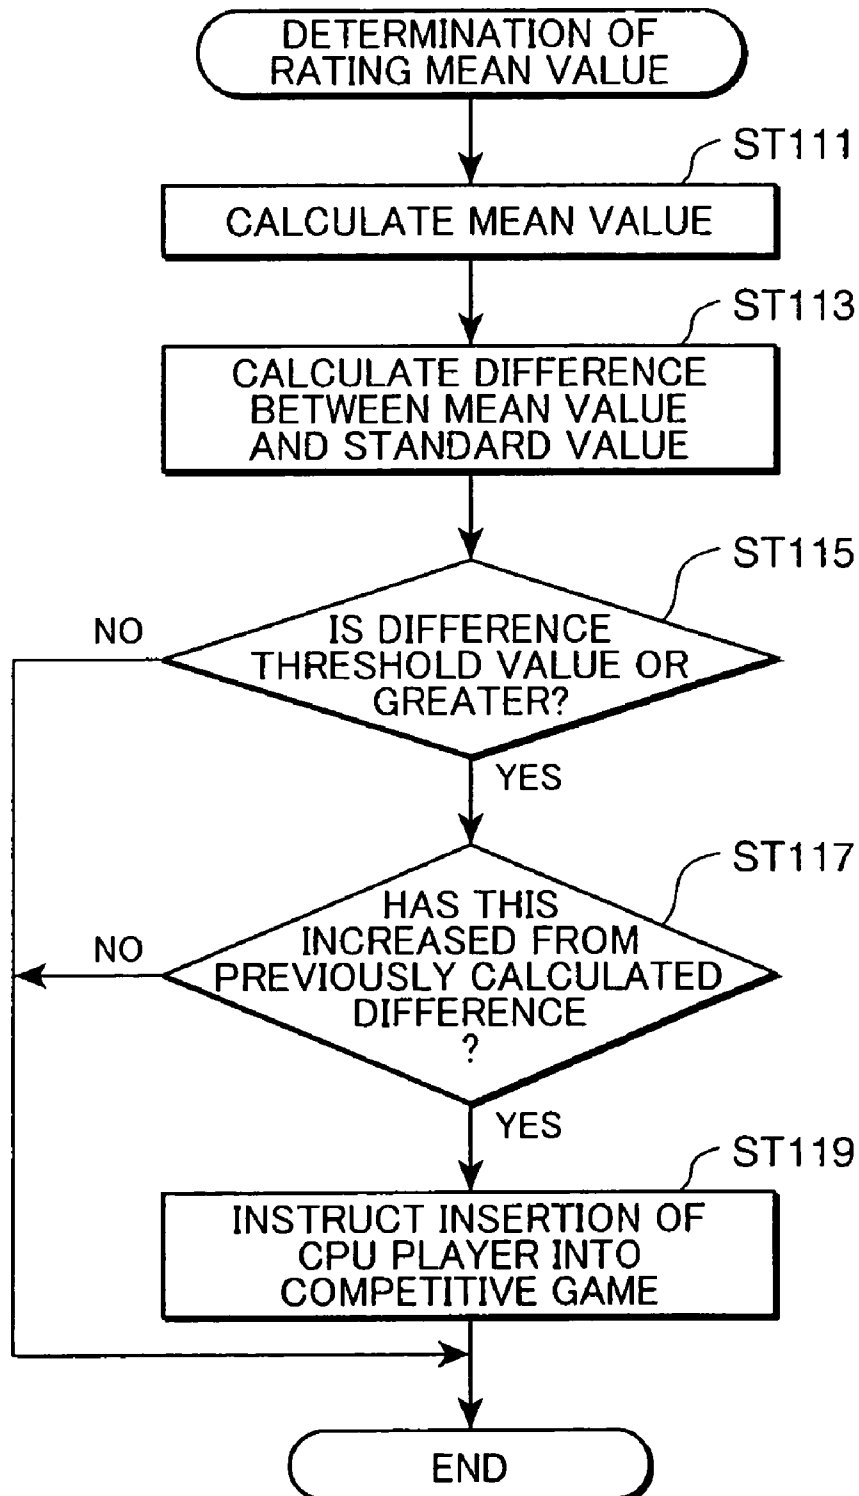 DETERMINATION OF
RATING MEAN VALUE
ST111
CALCULATE MEAN VALUE
ST113
CALCULATE DIFFERENCE
BETWEEN MEAN VALUE
AND STANDARD VALUE
ST115
NO
IS DIFFERENCE
THRESHOLD VALUE OR
GREATER?
YES
ST117
NO
HAS THIS
INCREASED FROM
PREVIOUSLY CALCULATED
DIFFERENCE
?
YES
ST119
INSTRUCT INSERTION OF
CPU PLAYER INTO
COMPETITIVE GAME
END